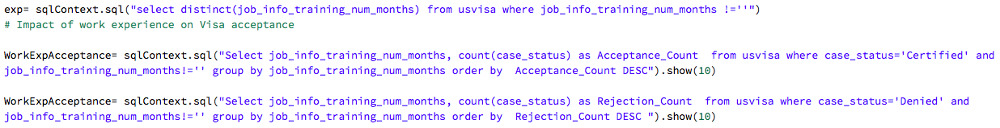 exp= sqlContext.sql("select distinct(job_info_training_num_months) from usvisa where job_info_training_num_months !=''")
# Impact of work experience on Visa acceptance
WorkExpAcceptance= sqlContext.sql("Select job_info_training_num_months, count(case_status) as Acceptance_Count  from usvisa where case_status='Certified' and
job_info_training_num_months!='' group by job_info_training_num_months order by  Acceptance_Count DESC").show(10)
WorkExpAcceptance= sqlContext.sql("Select job_info_training_num_months, count(case_status) as Rejection_Count  from usvisa where case_status='Denied' and
job_info_training_num_months!='' group by job_info_training_num_months order by  Rejection_Count DESC ").show(10)